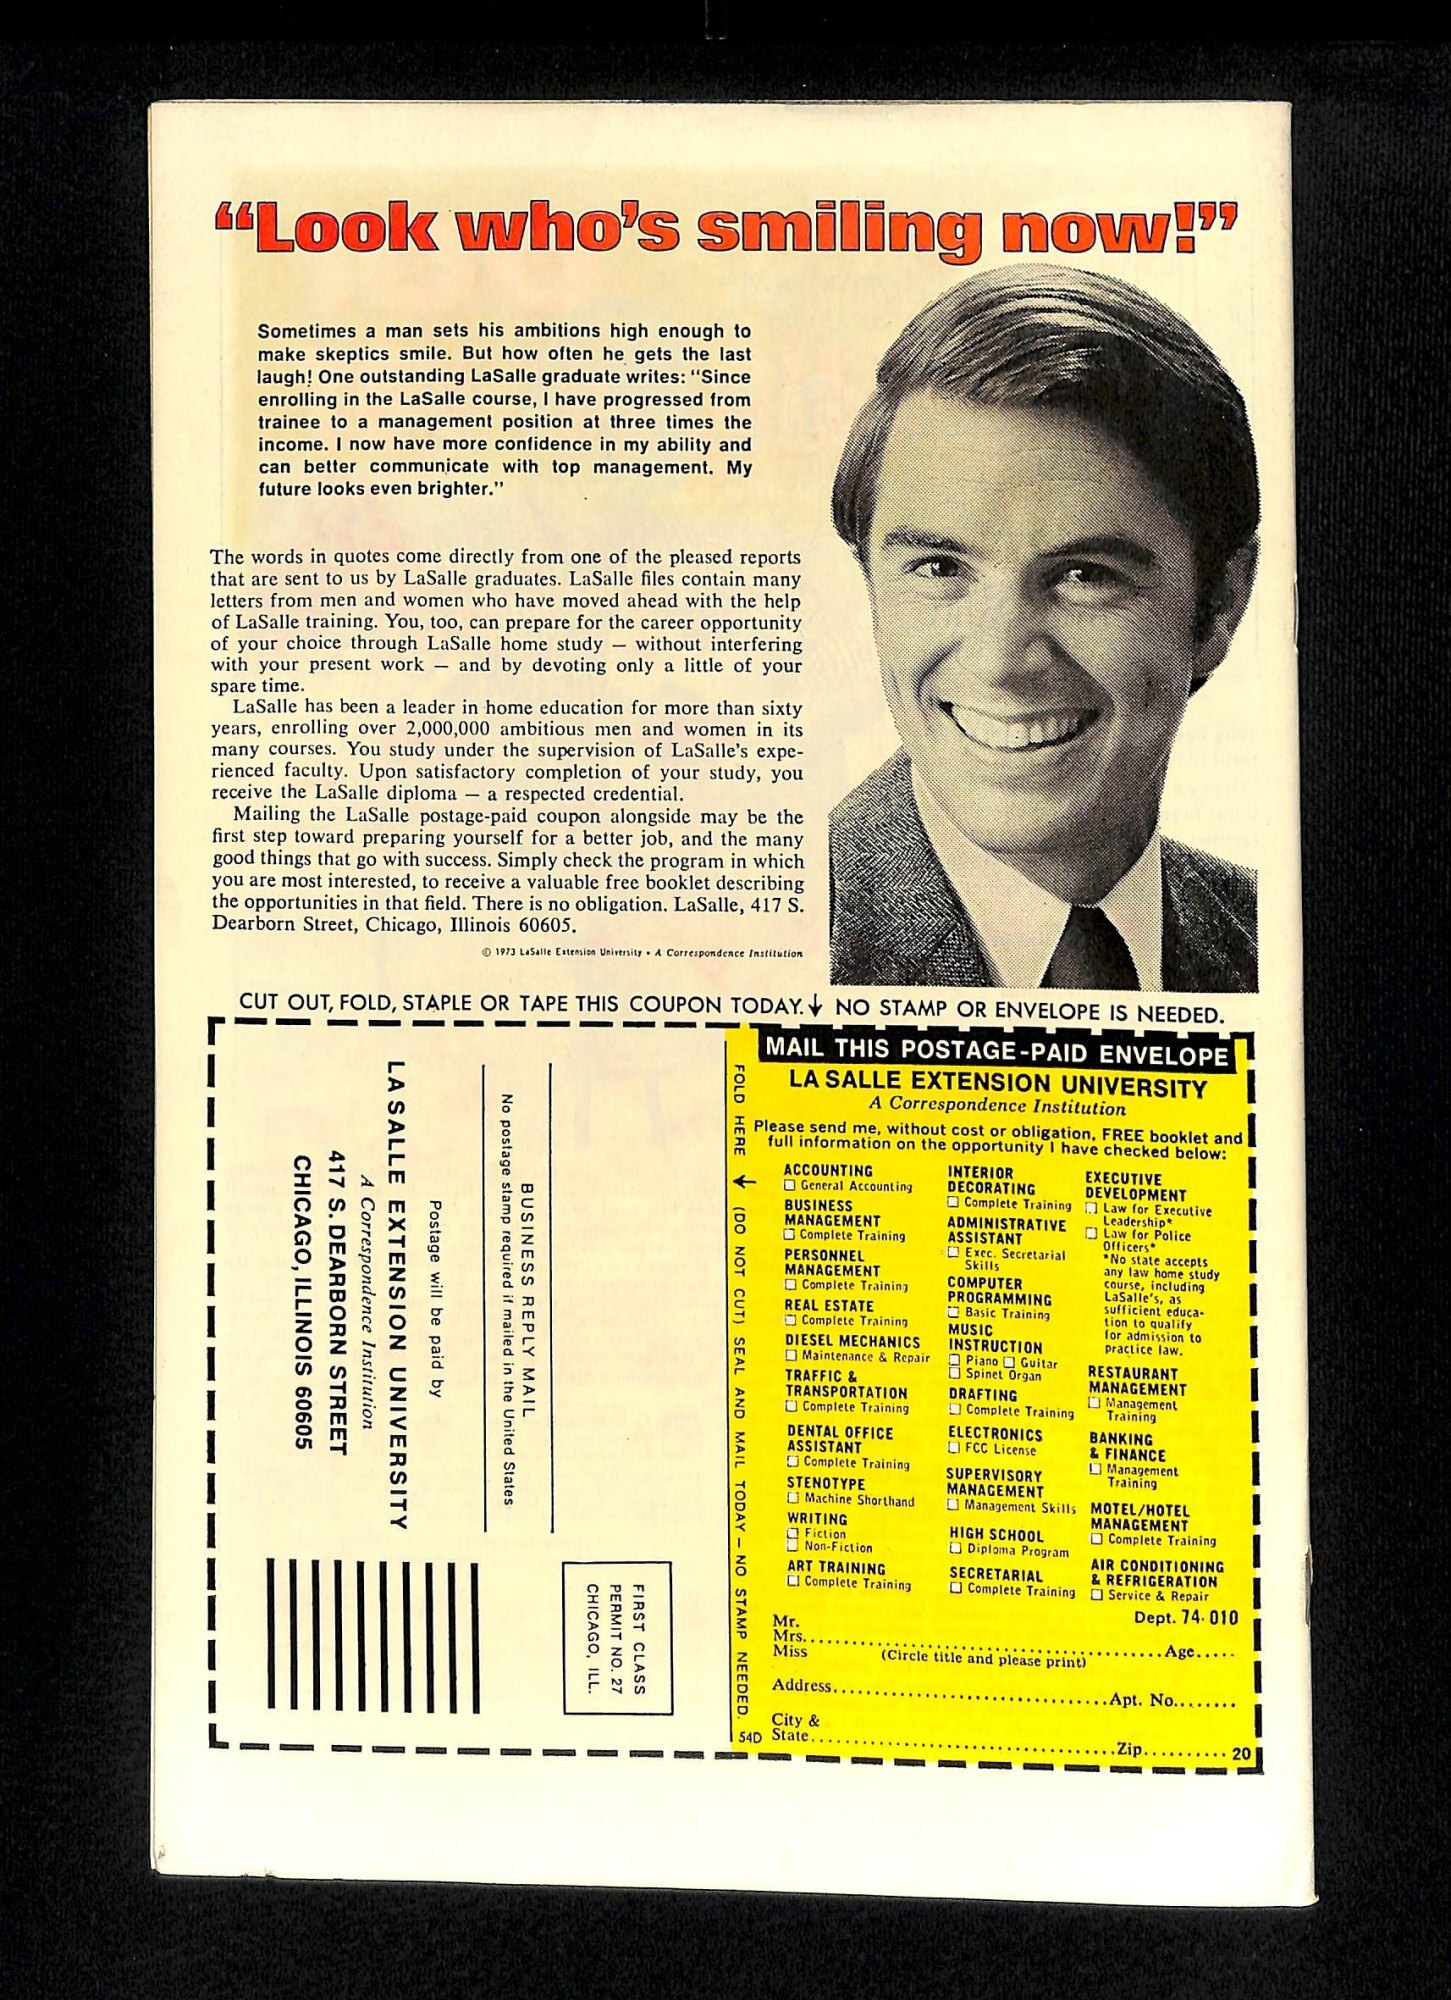 “Look who’s smiling now!”
Sometimes a man sets his ambitions high enough to
make skeptics smile. But how often he gets the last
laugh! One outstanding LaSalle graduate writes: “Since
enrolling in the LaSalle course, I have progressed from
trainee to a management position at three times the
income. I now have more confidence in my ability and
can better communicate with top management. My
future looks even brighter.”
The words in quotes come directly from one of the pleased reports
that are sent to us by LaSalle graduates. LaSalle files contain many
letters from men and women who have moved ahead with the help
of LaSalle training. You, too, can prepare for the career opportunity
of your choice through LaSalle home study — without interfering
with your present work — and by devoting only a little of your
spare time.
LaSalle has been a leader in home education for more than sixty
years, enrolling over 2,000,000 ambitious men and women in its
many courses. You study under the supervision of LaSalle’s expe-
rienced faculty. Upon satisfactory completion of your study, you
receive the LaSalle diploma — a respected credential.
Mailing the LaSalle postage-paid coupon alongside may be the
first step toward preparing yourself for a better job, and the many
good things that go with success. Simply check the program in which
you are most interested, to receive a valuable free booklet describing
the opportunities in that field. There is no obligation. LaSalle, 417 S.
Dearborn Street, Chicago, Illinois 60605.
© 1973 LaSalle Extension University • A Correspondence Institution
CUT OUT, FOLD, STAPLE OR TAPE THIS COUPON TODAY. ↓ NO STAMP OR ENVELOPE IS NEEDED.
FIRST CLASS
PERMIT NO. 27
CHICAGO, ILL.
BUSINESS REPLY MAIL
No postage stamp required if mailed in the United States
Postage will be paid by
LA SALLE EXTENSION UNIVERSITY
A Correspondence Institution
417 S. DEARBORN STREET
CHICAGO, ILLINOIS 60605
FOLD HERE ↓ (DO NOT CUT) SEAL AND MAIL TODAY — NO STAMP NEEDED.
54D
MAIL THIS POSTAGE-PAID ENVELOPE
LA SALLE EXTENSION UNIVERSITY
A Correspondence Institution
Please send me, without cost or obligation, FREE booklet and
full information on the opportunity I have checked below:
ACCOUNTING
☐ General Accounting
BUSINESS
MANAGEMENT
☐ Complete Training
PERSONNEL
MANAGEMENT
☐ Complete Training
REAL ESTATE
☐ Complete Training
DIESEL MECHANICS
☐ Maintenance & Repair
TRAFFIC &
TRANSPORTATION
☐ Complete Training
DENTAL OFFICE
ASSISTANT
☐ Complete Training
STENOTYPE
☐ Machine Shorthand
WRITING
☐ Fiction
☐ Non-Fiction
ART TRAINING
☐ Complete Training
INTERIOR
DECORATING
☐ Complete Training
ADMINISTRATIVE
ASSISTANT
☐ Exec. Secretarial
Skills
COMPUTER
PROGRAMMING
☐ Basic Training
MUSIC
INSTRUCTION
☐ Piano ☐ Guitar
☐ Spinet Organ
DRAFTING
☐ Complete Training
ELECTRONICS
☐ FCC License
SUPERVISORY
MANAGEMENT
☐ Management Skills
HIGH SCHOOL
☐ Diploma Program
SECRETARIAL
☐ Complete Training
EXECUTIVE
DEVELOPMENT
☐ Law for Executive
Leadership*
☐ Law for Police
Officers*
*No state accepts
any law home study
course, including
LaSalle’s, as
sufficient educa-
tion to qualify
for admission to
practice law.
RESTAURANT
MANAGEMENT
☐ Management
Training
BANKING
& FINANCE
☐ Management
Training
MOTEL/HOTEL
MANAGEMENT
☐ Complete Training
AIR CONDITIONING
& REFRIGERATION
☐ Service & Repair
Dept. 74-010
Mr.
Mrs. Age
Miss (Circle title and please print)
Address Apt. No.
City &
State Zip 20